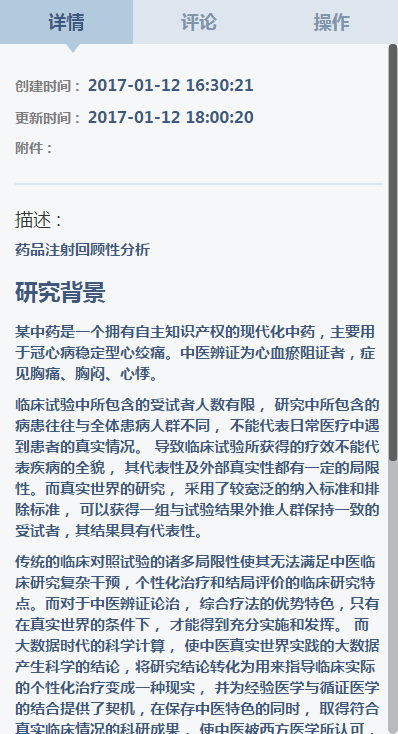 详情 评论 操作
创建时间： 2017-01-12 16:30:21
更新时间： 2017-01-12 18:00:20
附件：
描述：
药品注射回顾性分析
研究背景
某中药是一个拥有自主知识产权的现代化中药，主要用
于冠心病稳定型心绞痛。中医辨证为心血瘀阻证者，症
见胸痛、胸闷、心悸。
临床试验中所包含的受试者人数有限， 研究中所包含的
病患往往与全体患病人群不同， 不能代表日常医疗中遇
到患者的真实情况。 导致临床试验所获得的疗效不能代
表疾病的全貌， 其代表性及外部真实性都有一定的局限
性。而真实世界的研究， 采用了较宽泛的纳入标准和排
除标准， 可以获得一组与试验结果外推人群保持一致的
受试者，其结果具有代表性。
传统的临床对照试验的诸多局限性使其无法满足中医临
床研究复杂干预，个性化治疗和结局评价的临床研究特
点。而对于中医辨证论治， 综合疗法的优势特色，只有
在真实世界的条件下， 才能得到充分实施和发挥。 而
大数据时代的科学计算， 使中医真实世界实践的大数据
产生科学的结论，将研究结论转化为用来指导临床实际
的个性化治疗变成一种现实， 并为经验医学与循证医学
的结合提供了契机，在保存中医特色的同时， 取得符合
真实临床情况的科研成果， 使中医被西方医学所认可，